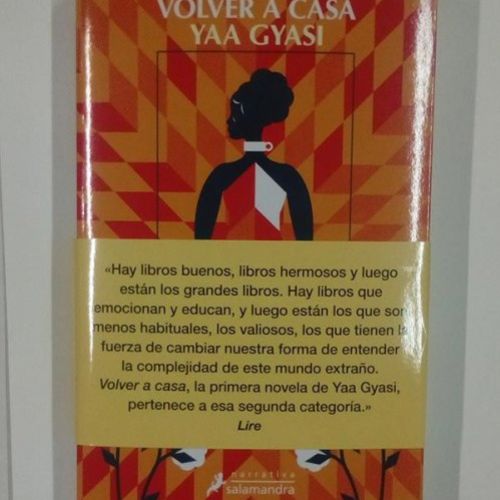 VOLVER A CASA
YAA GYASI
«Hay libros buenos, libros hermosos y luego
están los grandes libros. Hay libros que
emocionan y educan, y luego están los que son
menos habituales, los valiosos, los que tienen la
fuerza de cambiar nuestra forma de entender
la complejidad de este mundo extraño.
Volver a casa, la primera novela de Yaa Gyasi,
pertenece a esa segunda categoría.»
Lire
narrativa
salamandra